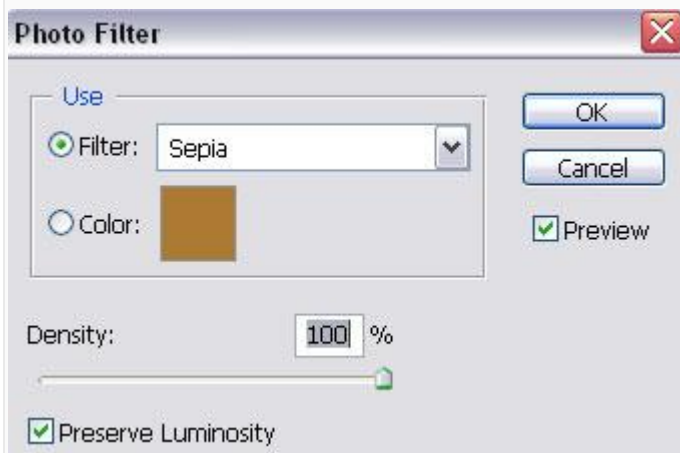 Photo Filter
Use
Filter: Sepia
OK
Cancel
Color:
Preview
Density: 100 %
Preserve Luminosity